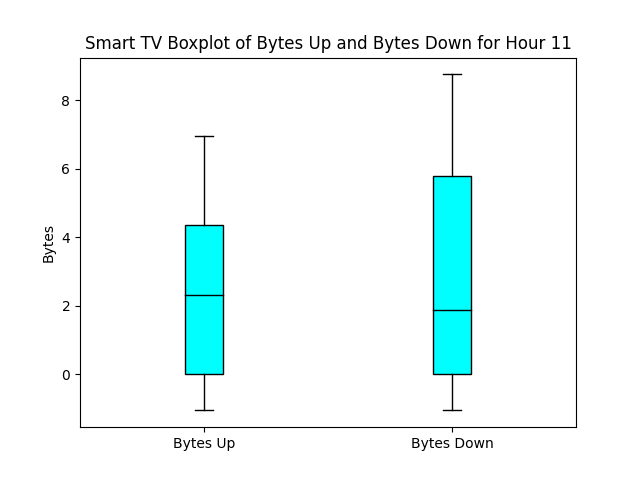 Smart TV Boxplot of Bytes Up and Bytes Down for Hour 11
8
6
4
2
0
Bytes
Bytes Up
Bytes Down